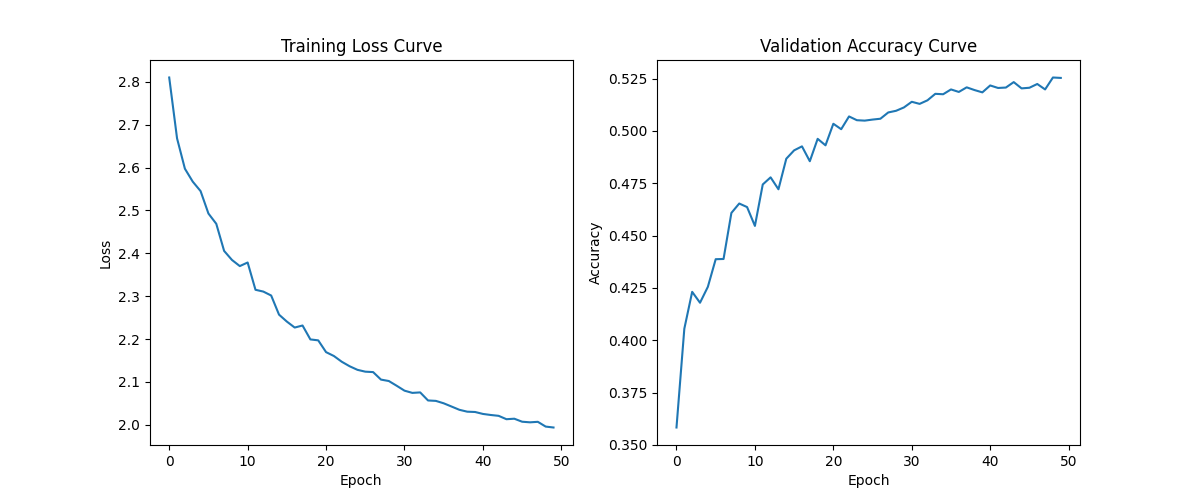 Training Loss Curve
2.8
2.7
2.6
2.5
2.4
2.3
2.2
2.1
2.0
Loss
0 10 20 30 40 50
Epoch
Validation Accuracy Curve
0.525
0.500
0.475
0.450
0.425
0.400
0.375
0.350
Accuracy
0 10 20 30 40 50
Epoch